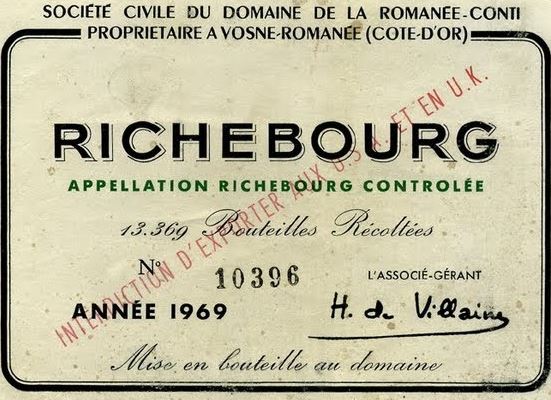 SOCIÉTÉ CIVILE DU DOMAINE DE LA ROMANÉE-CONTI
PROPRIETAIRE A VOSNE-ROMANÉE (COTE-D'OR)
RICHEBOURG
APPELLATION RICHEBOURG CONTROLÉE
13.369 Bouteilles Récoltées
No 10396
L'ASSOCIÉ-GÉRANT
ANNÉE 1969
H. de Villaine
Mise en bouteille au domaine
INTERDICTION D'EXPORTER AUX U.S.A. ET EN U.K.